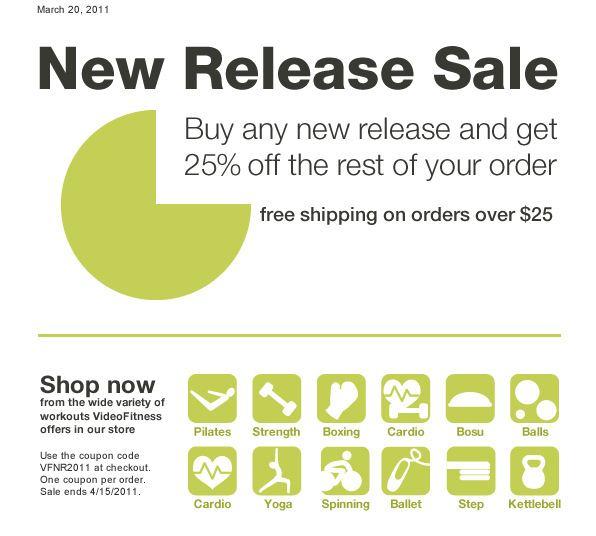 March 20, 2011
New Release Sale
Buy any new release and get
25% off the rest of your order
free shipping on orders over $25
Shop now
from the wide variety of
workouts VideoFitness
offers in our store
Use the coupon code
VFNR2011 at checkout.
One coupon per order.
Sale ends 4/15/2011.
Pilates Strength Boxing Cardio Bosu Balls
Cardio Yoga Spinning Ballet Step Kettlebell